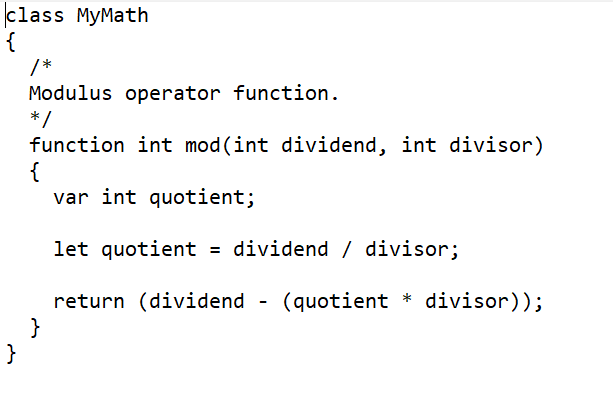 class MyMath
{
  /*
  Modulus operator function.
  */
  function int mod(int dividend, int divisor)
  {
    var int quotient;

    let quotient = dividend / divisor;

    return (dividend - (quotient * divisor));
  }
}